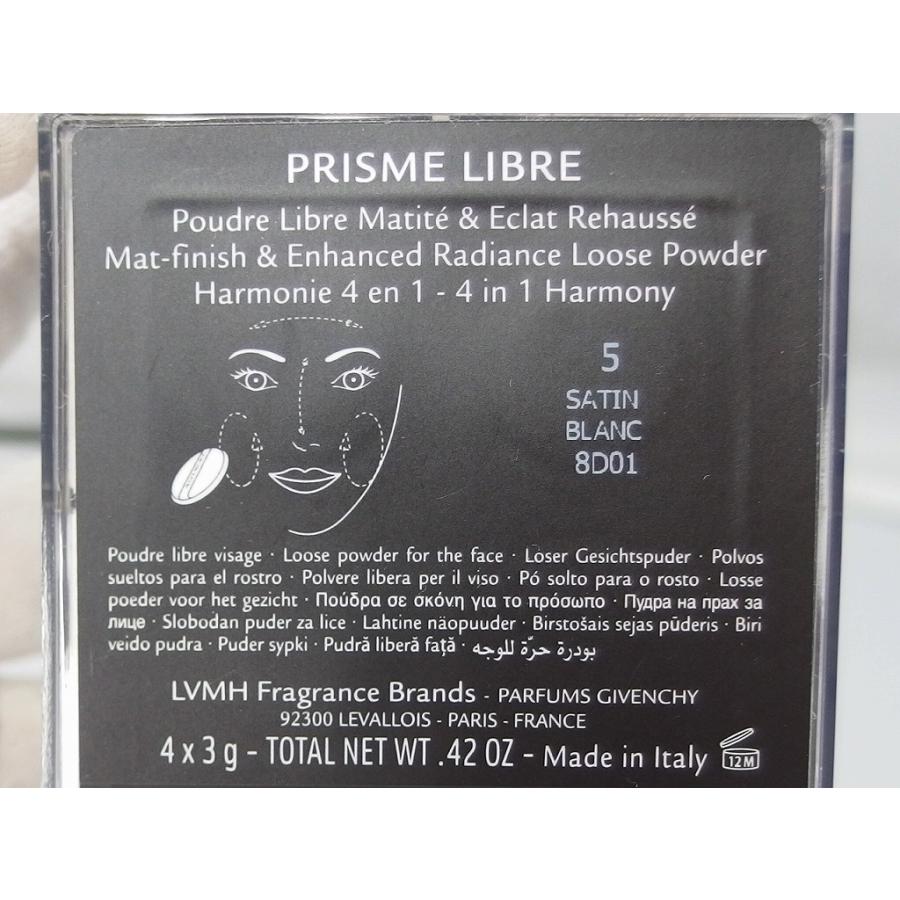 PRISME LIBRE
Poudre Libre Matité & Eclat Rehaussé
Mat-finish & Enhanced Radiance Loose Powder
Harmonie 4 en 1 - 4 in 1 Harmony
5
SATIN
BLANC
8D01
Poudre libre visage · Loose powder for the face · Loser Gesichtspuder · Polvos
sueltos para el rostro · Polvere libera per il viso · Pó solto para o rosto · Losse
poeder voor het gezicht · Πούδρα σε σκόνη για το πρόσωπο · Пудра на прах за
лице · Slobodan puder za lice · Lahtine näopuuder · Birstošais sejas pūderis · Biri
veido pudra · Puder sypki · Pudră liberă față · بودرة حرّة للوجه
LVMH Fragrance Brands - PARFUMS GIVENCHY
92300 LEVALLOIS - PARIS - FRANCE
4 x 3 g - TOTAL NET WT .42 OZ - Made in Italy 12M